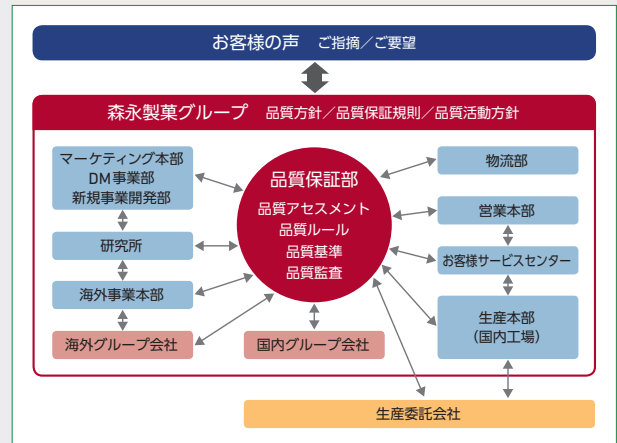 お客様の声 ご指摘／ご要望
森永製菓グループ 品質方針／品質保証規則／品質活動方針
マーケティング本部
DM事業部
新規事業開発部
研究所
海外事業本部
海外グループ会社
品質保証部
品質アセスメント
品質ルール
品質基準
品質監査
国内グループ会社
物流部
営業本部
お客様サービスセンター
生産本部
（国内工場）
生産委託会社